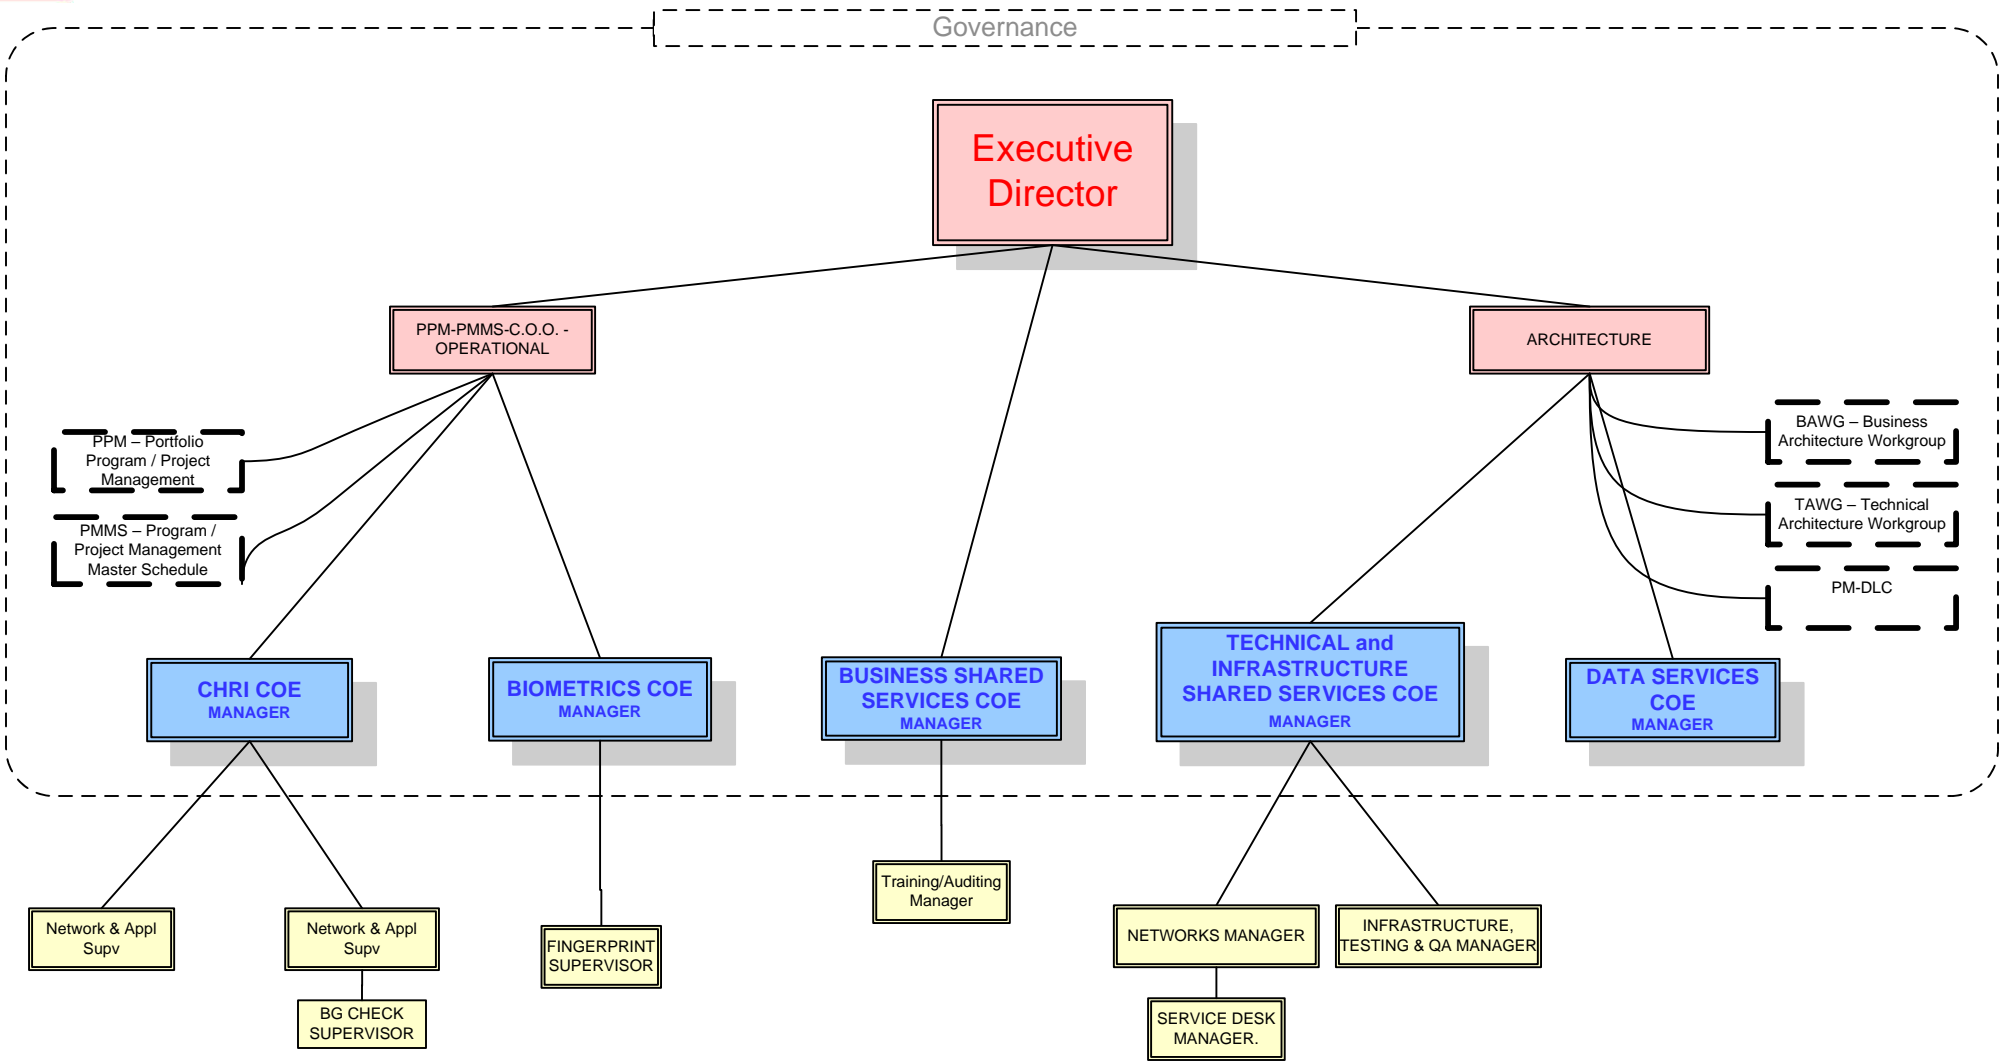 Governance
Executive
Director
PPM-PMMS-C.O.O. -
OPERATIONAL
ARCHITECTURE
PPM – Portfolio
Program / Project
Management
PMMS – Program /
Project Management
Master Schedule
BAWG – Business
Architecture Workgroup
TAWG – Technical
Architecture Workgroup
PM-DLC
CHRI COE
MANAGER
BIOMETRICS COE
MANAGER
BUSINESS SHARED
SERVICES COE
MANAGER
TECHNICAL and
INFRASTRUCTURE
SHARED SERVICES COE
MANAGER
DATA SERVICES
COE
MANAGER
Network & Appl
Supv
Network & Appl
Supv
BG CHECK
SUPERVISOR
FINGERPRINT
SUPERVISOR
Training/Auditing
Manager
NETWORKS MANAGER
INFRASTRUCTURE,
TESTING & QA MANAGER
SERVICE DESK
MANAGER.